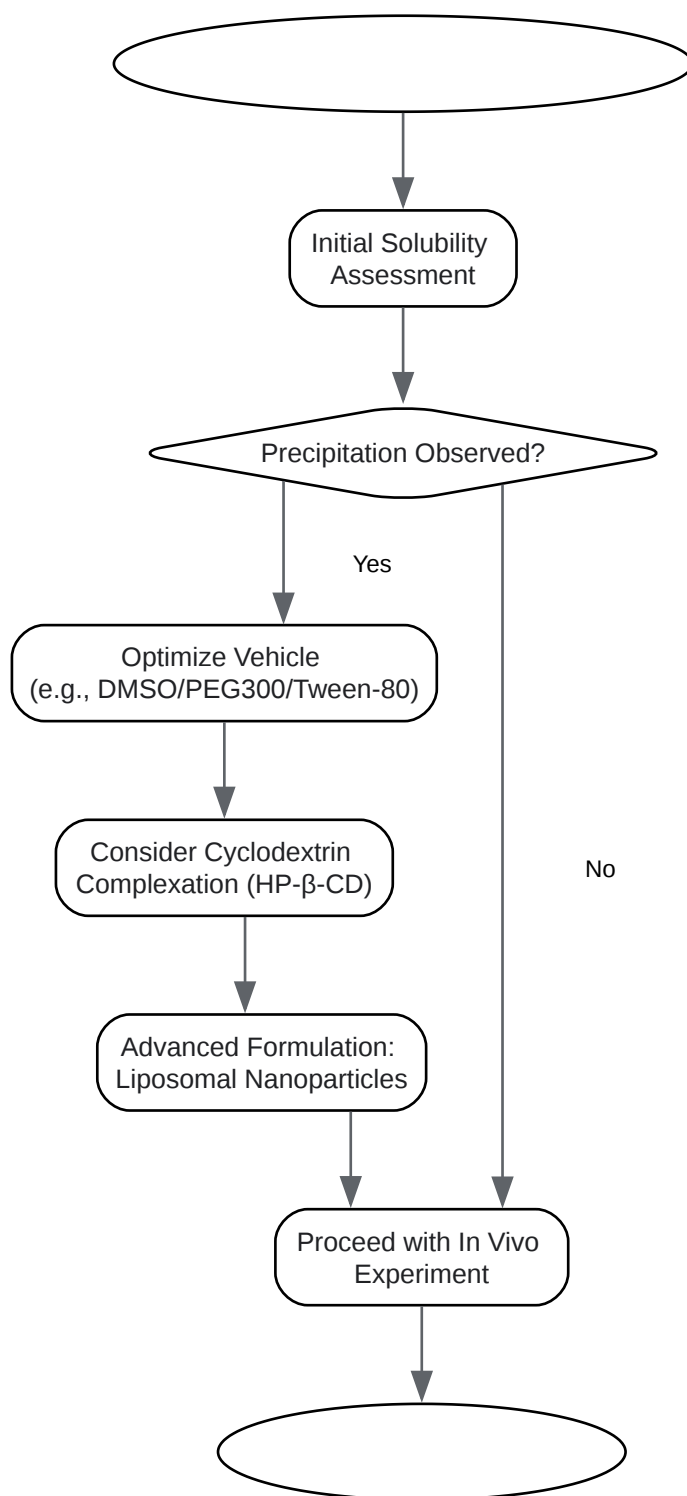 Initial Solubility
Assessment
Precipitation Observed?
Yes
Optimize Vehicle
(e.g., DMSO/PEG300/Tween-80)
Consider Cyclodextrin
Complexation (HP-β-CD)
No
Advanced Formulation:
Liposomal Nanoparticles
Proceed with In Vivo
Experiment